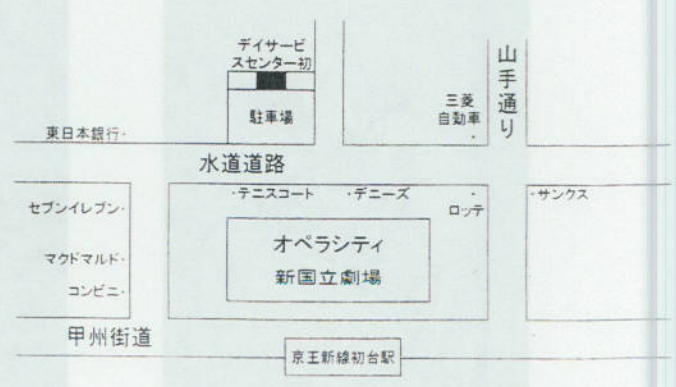 デイサービ
スセンター初
駐車場
山手通り
三菱
自動車
東日本銀行
水道道路
セブンイレブン
マクドマルド
コンビニ
テニスコート
デニーズ
ロッテ
サンクス
オペラシティ
新国立劇場
甲州街道
京王新線初台駅